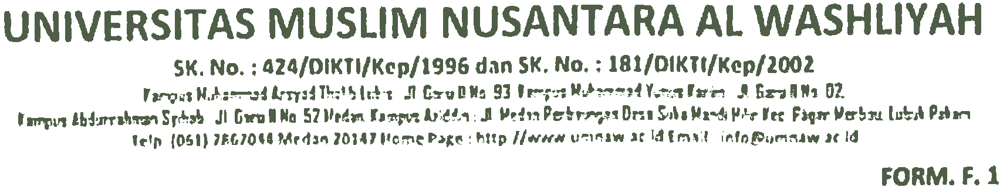 UNIVERSITAS MUSLIM NUSANTARA AL WASHLIYAH
SK. No. : 424/DIKTI/Kep/1996 dan SK. No. : 181/DIKTI/Kep/2002
Kampus Muhammad Arsyad Thalib Lubis Jl Garu II No 93 Kampus Muhammad Yunus Karim Jl Garu II No 02
Kampus Abdurrahman Syihab Jl Garu II No 52 Medan Kampus Jl Medan Perbaungan Desa Suka Mandi Hilir Kec Pagar Merbau Lubuk Pakam
Telp (061) 7867044 Medan 20147 Home Page : http //www umnaw ac id Email info@umnaw ac id
FORM. F. 1